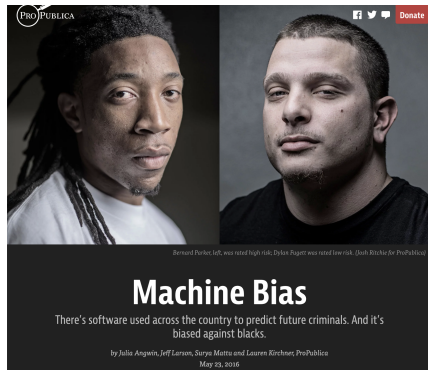 PROPUBLICA
Donate
Bernard Parker, left, was rated high risk; Dylan Fugett was rated low risk. (Josh Ritchie for ProPublica)
Machine Bias
There's software used across the country to predict future criminals. And it's
biased against blacks.
by Julia Angwin, Jeff Larson, Surya Mattu and Lauren Kirchner, ProPublica
May 23, 2016